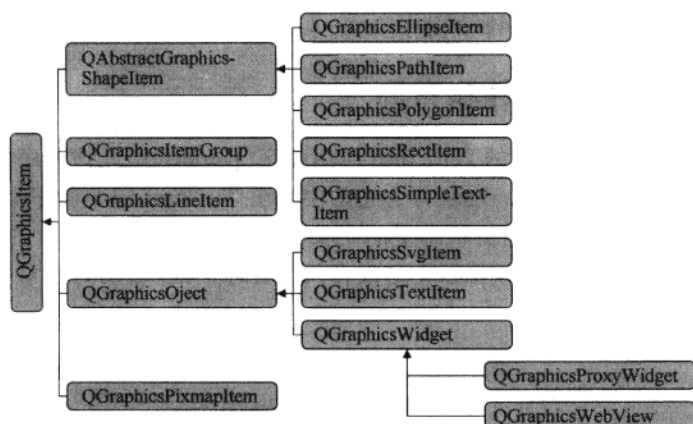 QGraphicsItem
QAbstractGraphics-
ShapeItem
QGraphicsItemGroup
QGraphicsLineItem
QGraphicsOject
QGraphicsPixmapItem
QGraphicsEllipseItem
QGraphicsPathItem
QGraphicsPolygonItem
QGraphicsRectItem
QGraphicsSimpleText-
Item
QGraphicsSvgItem
QGraphicsTextItem
QGraphicsWidget
QGraphicsProxyWidget
QGraphicsWebView